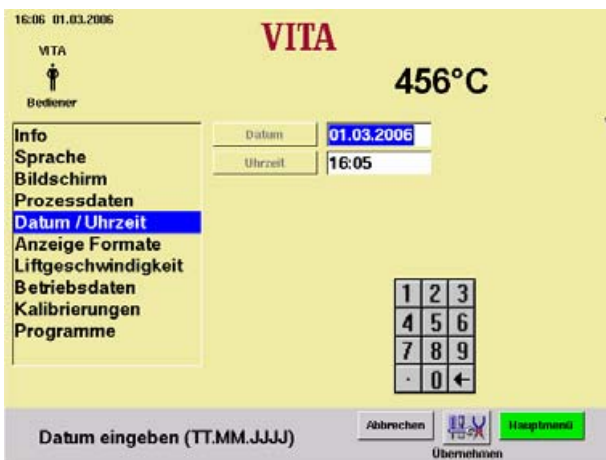 16:06 01.03.2006
VITA
VITA
456°C
Bediener
Info
Sprache
Bildschirm
Prozessdaten
Datum / Uhrzeit
Anzeige Formate
Liftgeschwindigkeit
Betriebsdaten
Kalibrierungen
Programme
Datum 01.03.2006
Uhrzeit 16:05
1 2 3
4 5 6
7 8 9
. 0 ←
Datum eingeben (TT.MM.JJJJ)
Abbrechen
Übernehmen
Hauptmenü